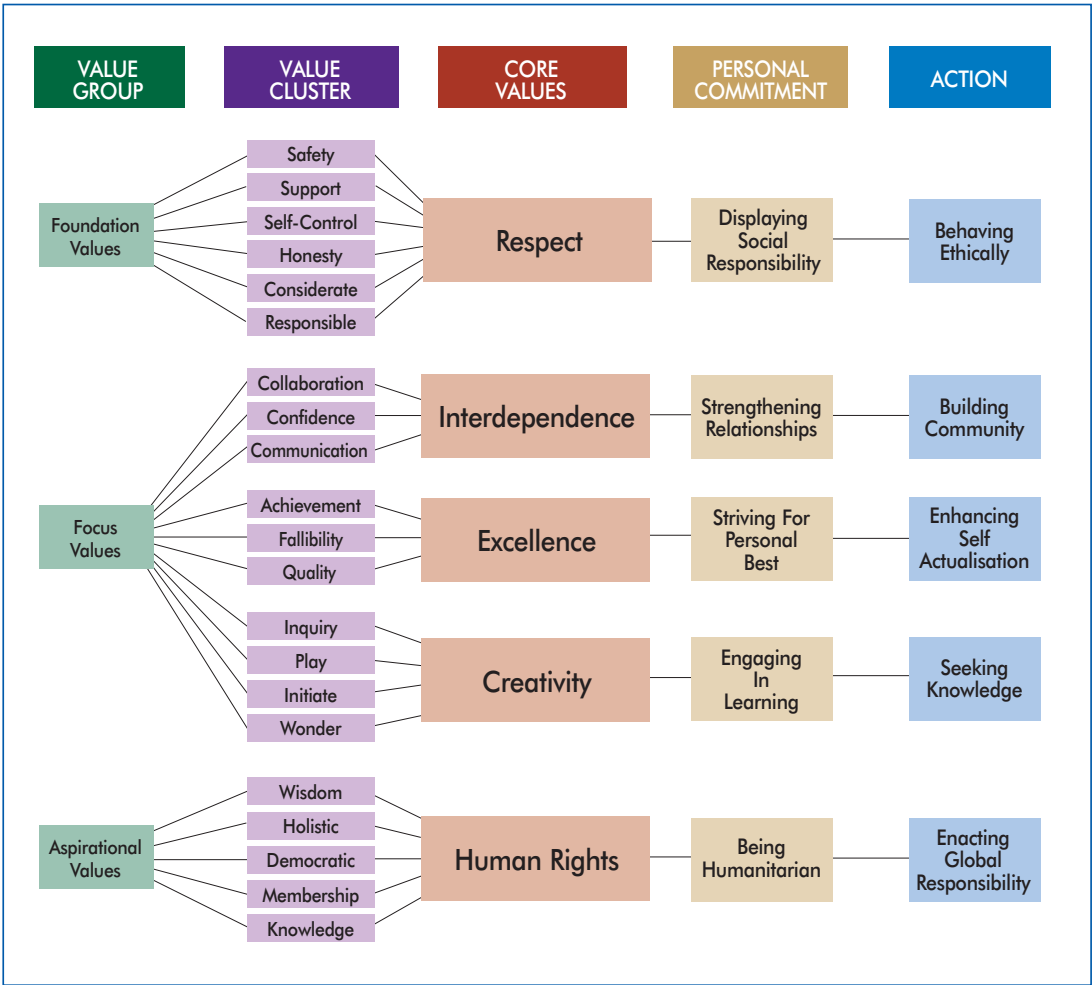 VALUE
GROUP
VALUE
CLUSTER
CORE
VALUES
PERSONAL
COMMITMENT
ACTION
Foundation
Values
Safety
Support
Self-Control
Honesty
Considerate
Responsible
Respect
Displaying
Social
Responsibility
Behaving
Ethically
Focus
Values
Collaboration
Confidence
Communication
Interdependence
Strengthening
Relationships
Building
Community
Achievement
Fallibility
Quality
Excellence
Striving For
Personal
Best
Enhancing
Self
Actualisation
Inquiry
Play
Initiate
Wonder
Creativity
Engaging
In
Learning
Seeking
Knowledge
Aspirational
Values
Wisdom
Holistic
Democratic
Membership
Knowledge
Human Rights
Being
Humanitarian
Enacting
Global
Responsibility